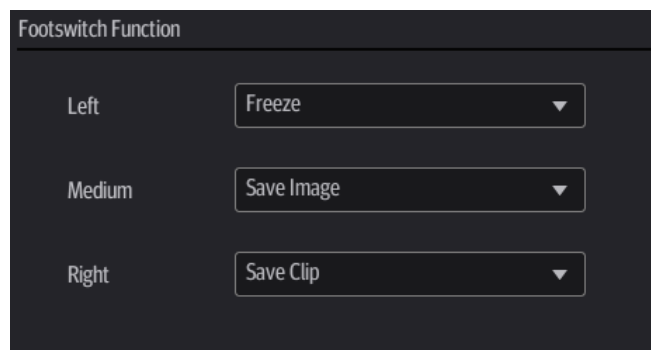 Footswitch Function
Left Freeze
Medium Save Image
Right Save Clip